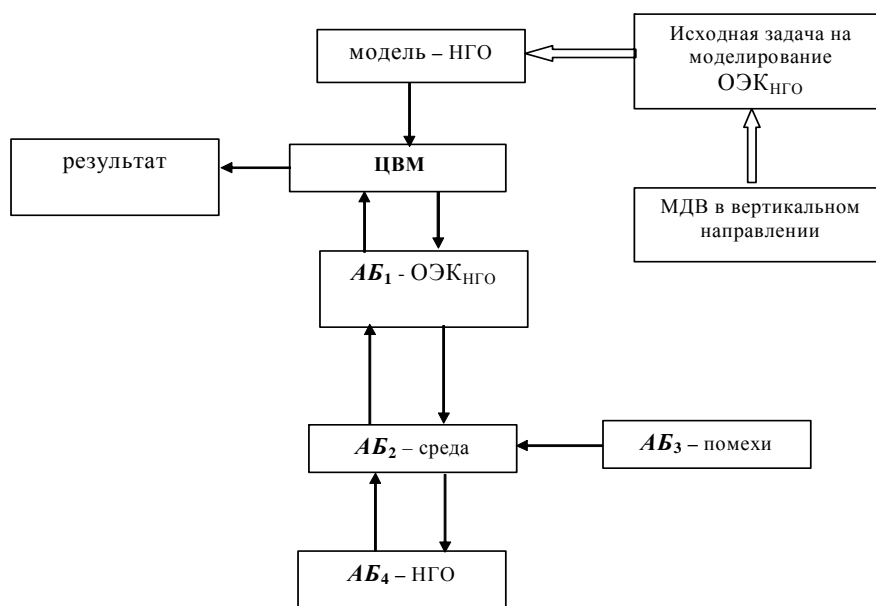 модель – НГО
Исходная задача на
моделирование
ОЭКНГО
результат
ЦВМ
МДВ в вертикальном
направлении
АБ1 - ОЭКНГО
АБ2 – среда
АБ3 – помехи
АБ4 – НГО